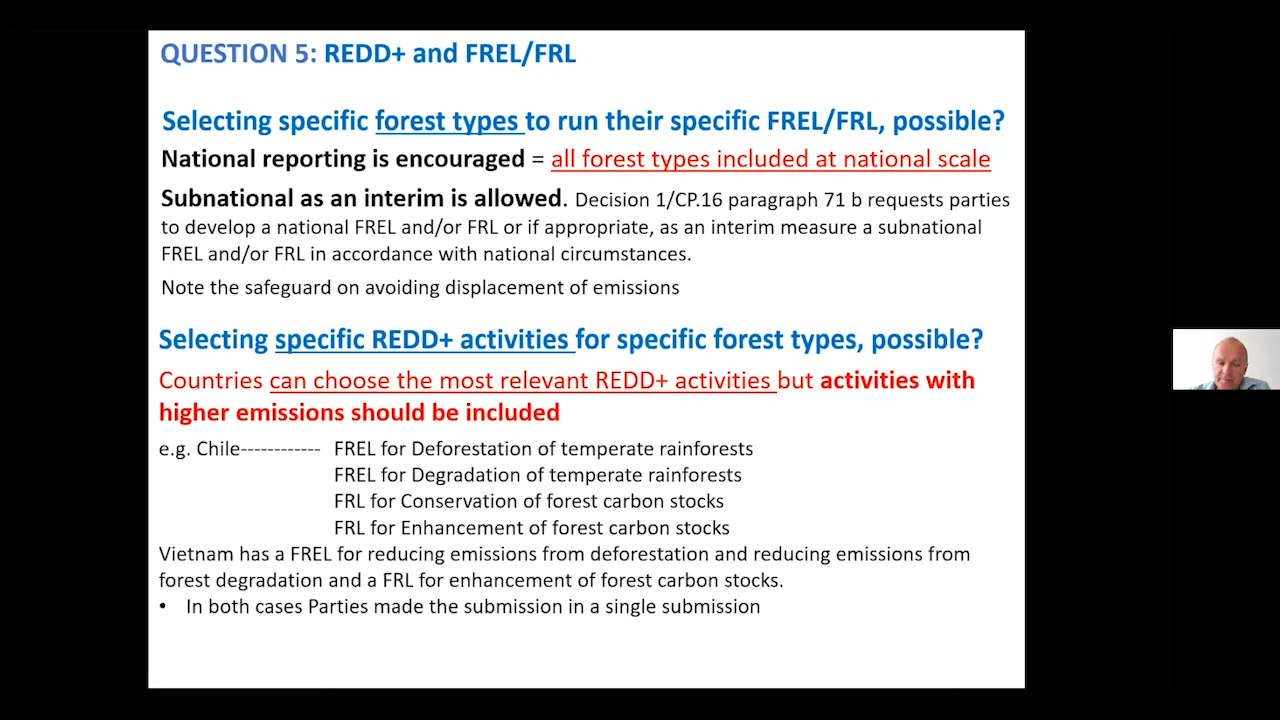 QUESTION 5: REDD+ and FREL/FRL
Selecting specific forest types to run their specific FREL/FRL, possible?
National reporting is encouraged = all forest types included at national scale
Subnational as an interim is allowed. Decision 1/CP.16 paragraph 71 b requests parties
to develop a national FREL and/or FRL or if appropriate, as an interim measure a subnational
FREL and/or FRL in accordance with national circumstances.
Note the safeguard on avoiding displacement of emissions
Selecting specific REDD+ activities for specific forest types, possible?
Countries can choose the most relevant REDD+ activities but activities with
higher emissions should be included
e.g. Chile------------ FREL for Deforestation of temperate rainforests
FREL for Degradation of temperate rainforests
FRL for Conservation of forest carbon stocks
FRL for Enhancement of forest carbon stocks
Vietnam has a FREL for reducing emissions from deforestation and reducing emissions from
forest degradation and a FRL for enhancement of forest carbon stocks.
• In both cases Parties made the submission in a single submission